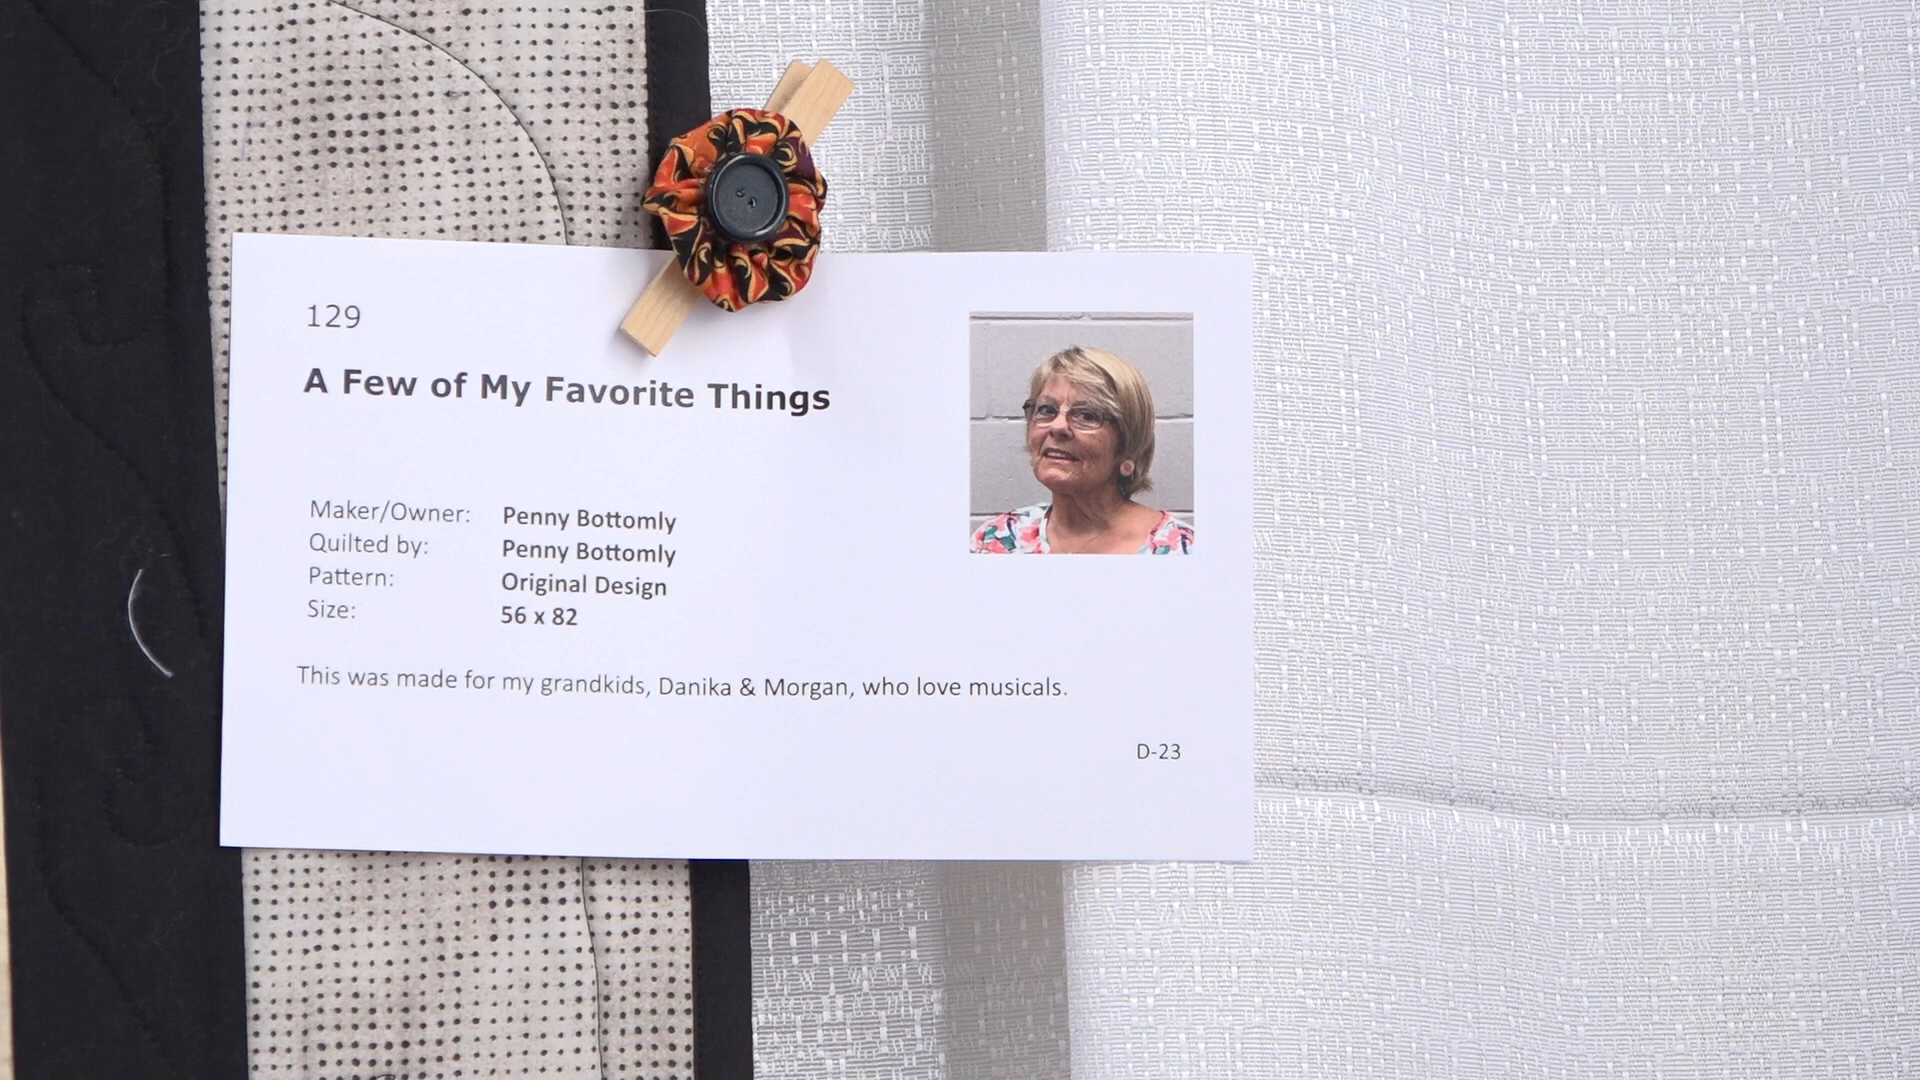 129
A Few of My Favorite Things
Maker/Owner: Penny Bottomly
Quilted by: Penny Bottomly
Pattern: Original Design
Size: 56 x 82
This was made for my grandkids, Danika & Morgan, who love musicals.
D-23